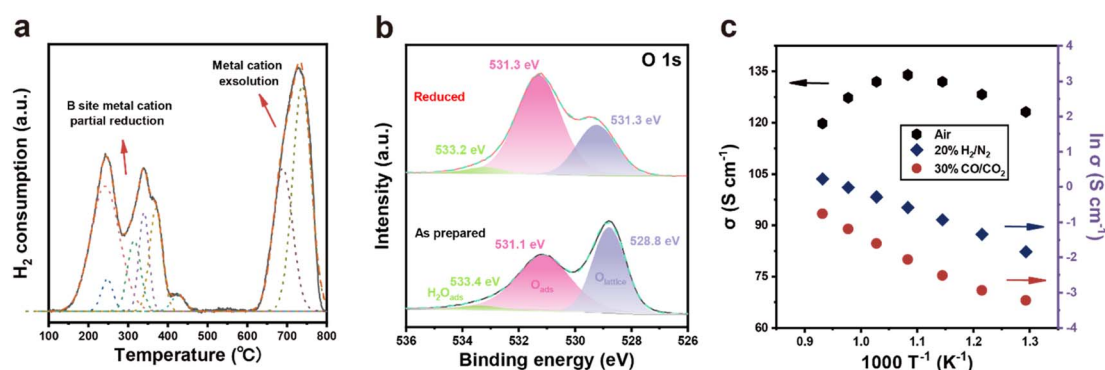 a
Metal cation
exsolution
B site metal cation
partial reduction
H2 consumption (a.u.)
100 200 300 400 500 600 700 800
Temperature (℃)
b
O 1s
531.3 eV
Reduced
531.3 eV
533.2 eV
As prepared
531.1 eV
528.8 eV
533.4 eV
H2Oads
Oads
Olattice
Intensity (a.u.)
536 534 532 530 528 526
Binding energy (eV)
c
135
120
105
90
75
60
σ (S cm-1)
Air
20% H2/N2
30% CO/CO2
4
3
2
1
0
-1
-2
-3
-4
ln σ (S cm-1)
0.9 1.0 1.1 1.2 1.3
1000 T-1 (K-1)